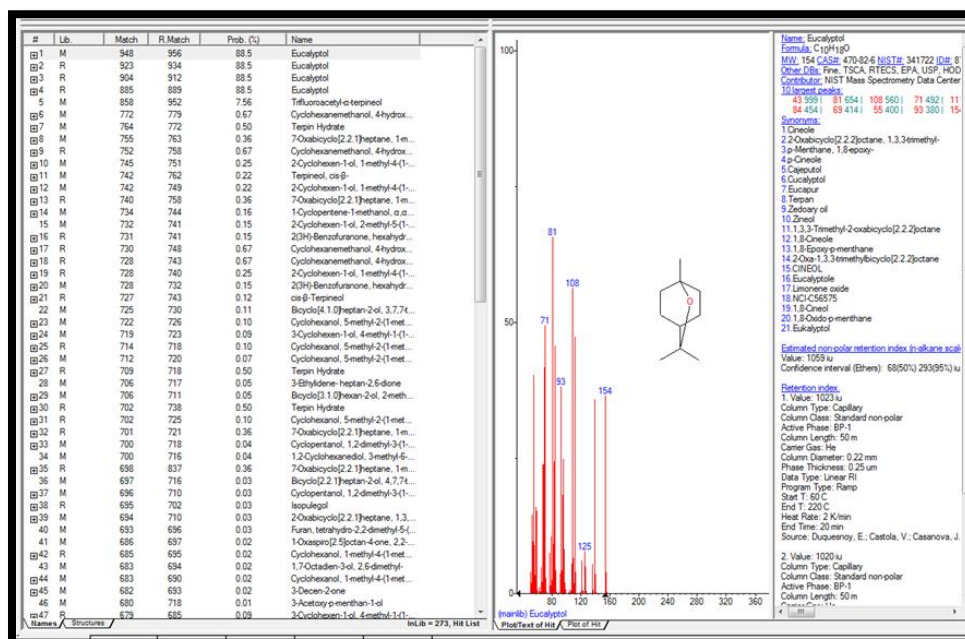 # Lib. Match R.Match Prob. (%) Name
1 M 948 956 88.5 Eucalyptol
2 R 923 934 88.5 Eucalyptol
3 R 904 912 88.5 Eucalyptol
4 R 885 889 88.5 Eucalyptol
5 M 858 952 7.56 Trifluoroacetyl-α-terpineol
6 M 772 779 0.67 Cyclohexanemethanol, 4-hydrox...
7 M 764 772 0.50 Terpin Hydrate
8 M 755 763 0.36 7-Oxabicyclo[2.2.1]heptane, 1-m...
9 R 752 758 0.67 Cyclohexanemethanol, 4-hydrox...
10 M 745 751 0.25 2-Cyclohexen-1-ol, 1-methyl-4-(1-...
11 M 742 762 0.22 Terpineol, cis-β-
12 M 742 749 0.22 2-Cyclohexen-1-ol, 1-methyl-4-(1-...
13 R 740 758 0.36 7-Oxabicyclo[2.2.1]heptane, 1-m...
14 M 734 744 0.16 1-Cyclopentene-1-methanol, α,α...
15 M 732 741 0.15 2-Cyclohexen-1-ol, 2-methyl-5-(1-...
16 R 731 741 0.15 2(3H)-Benzofuranone, hexahydr...
17 R 730 748 0.67 Cyclohexanemethanol, 4-hydrox...
18 R 728 743 0.67 Cyclohexanemethanol, 4-hydrox...
19 R 728 740 0.25 2-Cyclohexen-1-ol, 1-methyl-4-(1-...
20 M 728 732 0.15 2(3H)-Benzofuranone, hexahydr...
21 R 727 743 0.12 cis-β-Terpineol
22 M 725 730 0.11 Bicyclo[4.1.0]heptan-2-ol, 3,7,7-t...
23 M 722 726 0.10 Cyclohexanol, 5-methyl-2-(1-met...
24 M 719 723 0.09 3-Cyclohexen-1-ol, 4-methyl-1-(1-...
25 R 714 718 0.10 Cyclohexanol, 5-methyl-2-(1-met...
26 M 712 720 0.07 Cyclohexanol, 5-methyl-2-(1-met...
27 R 709 718 0.50 Terpin Hydrate
28 M 706 717 0.05 3-Ethylidene- heptan-2,6-dione
29 M 706 711 0.05 Bicyclo[3.1.0]hexan-2-ol, 2-meth...
30 R 702 738 0.50 Terpin Hydrate
31 R 702 725 0.10 Cyclohexanol, 5-methyl-2-(1-met...
32 R 701 721 0.36 7-Oxabicyclo[2.2.1]heptane, 1-m...
33 M 700 718 0.04 Cyclopentanol, 1,2-dimethyl-3-(1-...
34 M 700 716 0.04 1,2-Cyclohexanediol, 3-methyl-6-...
35 R 698 837 0.36 7-Oxabicyclo[2.2.1]heptane, 1-m...
36 M 697 716 0.03 Bicyclo[2.2.1]heptan-2-ol, 4,7,7-t...
37 M 696 710 0.03 Cyclopentanol, 1,2-dimethyl-3-(1-...
38 R 695 702 0.03 Isopulegol
39 M 694 710 0.03 2-Oxabicyclo[2.2.1]heptane, 1,3,...
40 M 693 696 0.03 Furan, tetrahydro-2,2-dimethyl-5-(...
41 M 686 697 0.02 1-Oxaspiro[2.5]octan-4-one, 2,2-...
42 R 685 695 0.02 Cyclohexanol, 1-methyl-4-(1-met...
43 M 683 694 0.02 1,7-Octadien-3-ol, 2,6-dimethyl-
44 M 683 690 0.02 Cyclohexanol, 1-methyl-4-(1-met...
45 M 682 693 0.02 3-Decen-2-one
46 M 680 718 0.01 3-Acetoxy-p-menthan-1-ol
47 R 679 685 0.09 3-Cyclohexen-1-ol, 4-methyl-1-(1-...
Names Structures InLib = 273, Hit List
100
50
0
81
108
71
93
154
125
O
80 120 160 200 240 280 320 360
(mainlib) Eucalyptol
Plot/Text of Hit Plot of Hit
Name: Eucalyptol
Formula: C10H18O
MW: 154 CAS#: 470-82-6 NIST#: 341722 ID#: 8
Other DBs: Fine, TSCA, RTECS, EPA, USP, HOD
Contributor: NIST Mass Spectrometry Data Center
10 largest peaks:
43 999 | 81 654 | 108 560 | 71 492 | 11
84 454 | 69 414 | 55 400 | 93 380 | 154
Synonyms:
1.Cineole
2.2-Oxabicyclo[2.2.2]octane, 1,3,3-trimethyl-
3.p-Menthane, 1,8-epoxy-
4.p-Cineole
5.Cajeputol
6.Cucalyptol
7.Eucapur
8.Terpan
9.Zedoary oil
10.Zineol
11.1,3,3-Trimethyl-2-oxabicyclo[2.2.2]octane
12.1,8-Cineole
13.1,8-Epoxy-p-menthane
14.2-Oxa-1,3,3-trimethylbicyclo[2.2.2]octane
15.CINEOL
16.Eucalyptole
17.Limonene oxide
18.NCI-C56575
19.1,8-Cineol
20.1,8-Oxido-p-menthane
21.Eukalyptol
Estimated non-polar retention index (n-alkane scale
Value: 1059 iu
Confidence interval (Ethers): 68(50%) 293(95%) iu
Retention index.
1. Value: 1023 iu
Column Type: Capillary
Column Class: Standard non-polar
Active Phase: BP-1
Column Length: 50 m
Carrier Gas: He
Column Diameter: 0.22 mm
Phase Thickness: 0.25 um
Data Type: Linear RI
Program Type: Ramp
Start T: 60 C
End T: 220 C
Heat Rate: 2 K/min
End Time: 20 min
Source: Duquesnoy, E.; Castola, V.; Casanova, J.
2. Value: 1020 iu
Column Type: Capillary
Column Class: Standard non-polar
Active Phase: BP-1
Column Length: 50 m
Carrier Gas: He